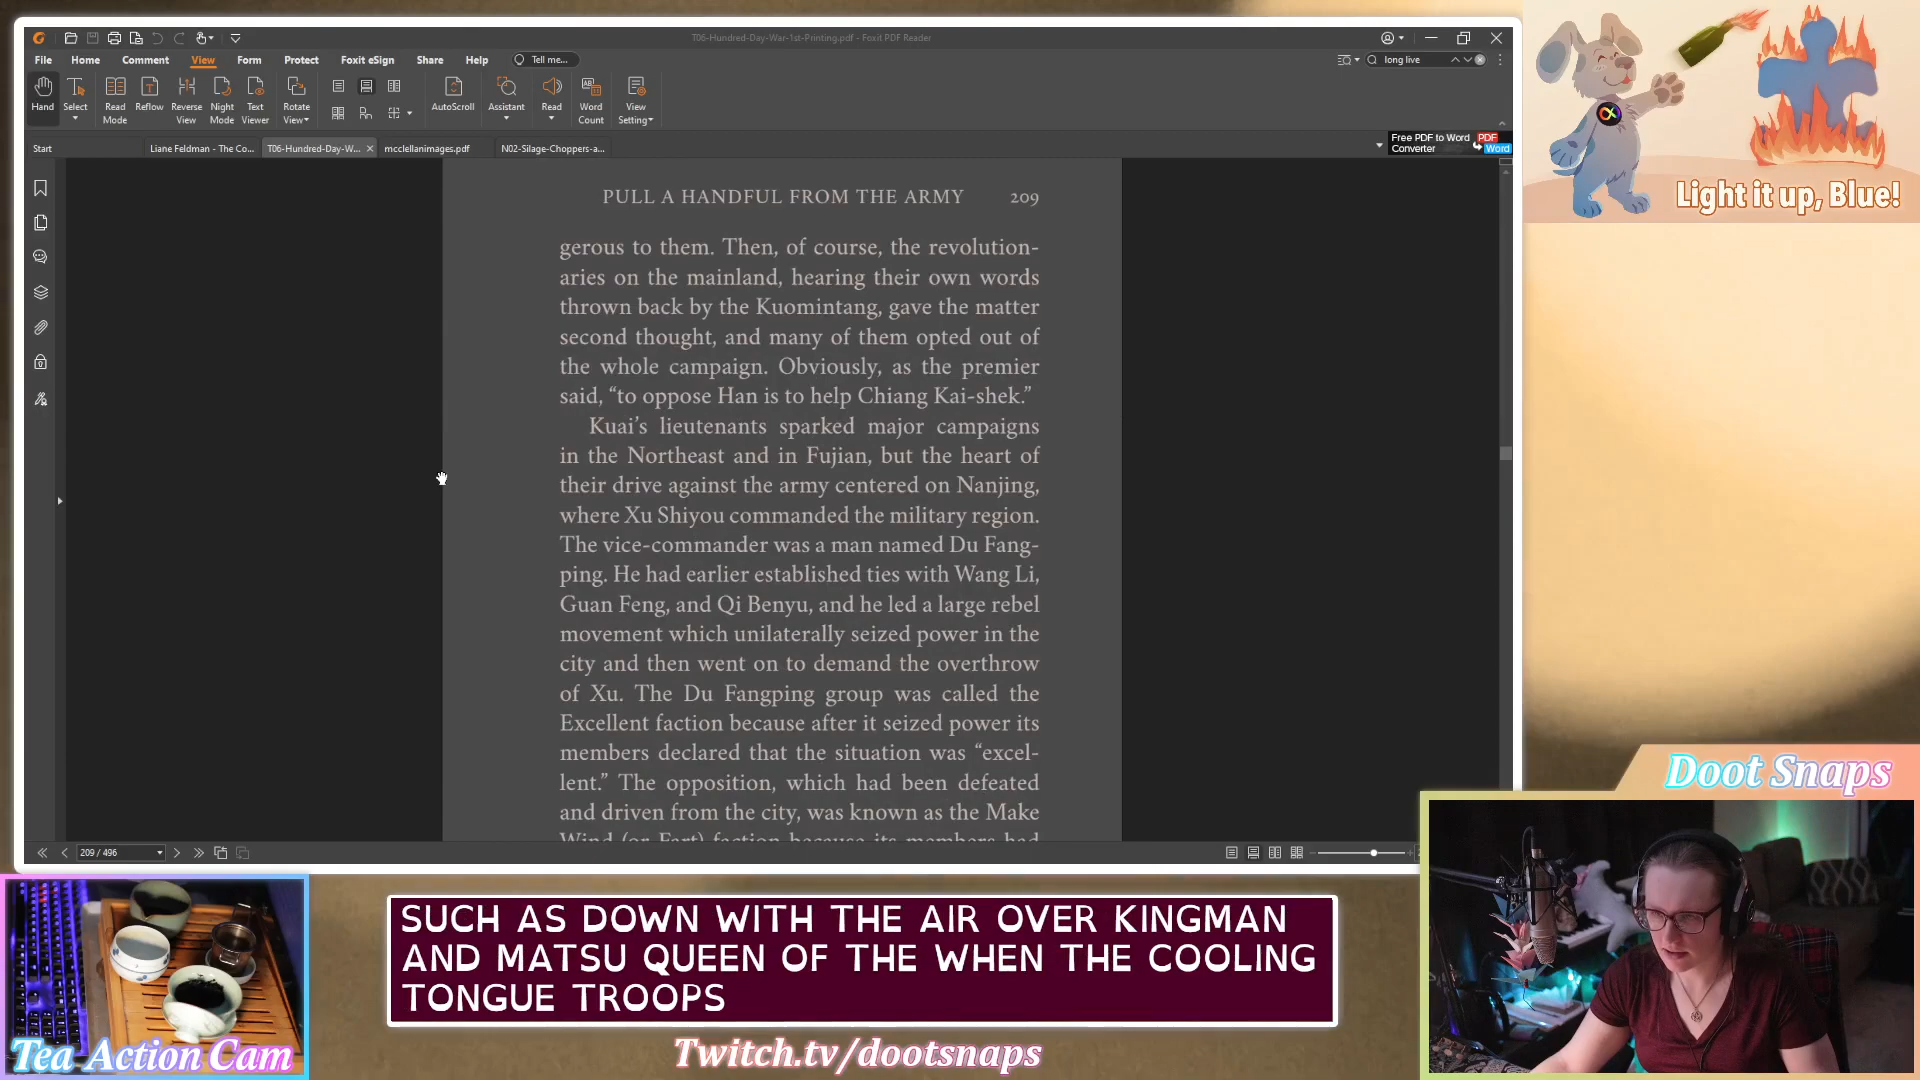 T06-Hundred-Day-War-1st-Printing.pdf - Foxit PDF Reader
File Home Comment View Form Protect Foxit eSign Share Help Tell me... long live
Hand Select Read Mode Reflow Reverse View Night Mode Text Viewer Rotate View AutoScroll Assistant Read Word Count View Setting
Start Liane Feldman - The Co... T06-Hundred-Day-W... mcclellanimages.pdf N02-Silage-Choppers-a...
Free PDF to Word Converter PDF Word
PULL A HANDFUL FROM THE ARMY 209
gerous to them. Then, of course, the revolution-
aries on the mainland, hearing their own words
thrown back by the Kuomintang, gave the matter
second thought, and many of them opted out of
the whole campaign. Obviously, as the premier
said, “to oppose Han is to help Chiang Kai-shek.”
Kuai’s lieutenants sparked major campaigns
in the Northeast and in Fujian, but the heart of
their drive against the army centered on Nanjing,
where Xu Shiyou commanded the military region.
The vice-commander was a man named Du Fang-
ping. He had earlier established ties with Wang Li,
Guan Feng, and Qi Benyu, and he led a large rebel
movement which unilaterally seized power in the
city and then went on to demand the overthrow
of Xu. The Du Fangping group was called the
Excellent faction because after it seized power its
members declared that the situation was “excel-
lent.” The opposition, which had been defeated
and driven from the city, was known as the Make
Wind (or Fart) faction because its members had
209 / 496
Light it up, Blue!
Doot Snaps
SUCH AS DOWN WITH THE AIR OVER KINGMAN
AND MATSU QUEEN OF THE WHEN THE COOLING
TONGUE TROOPS
Tea Action Cam
Twitch.tv/dootsnaps